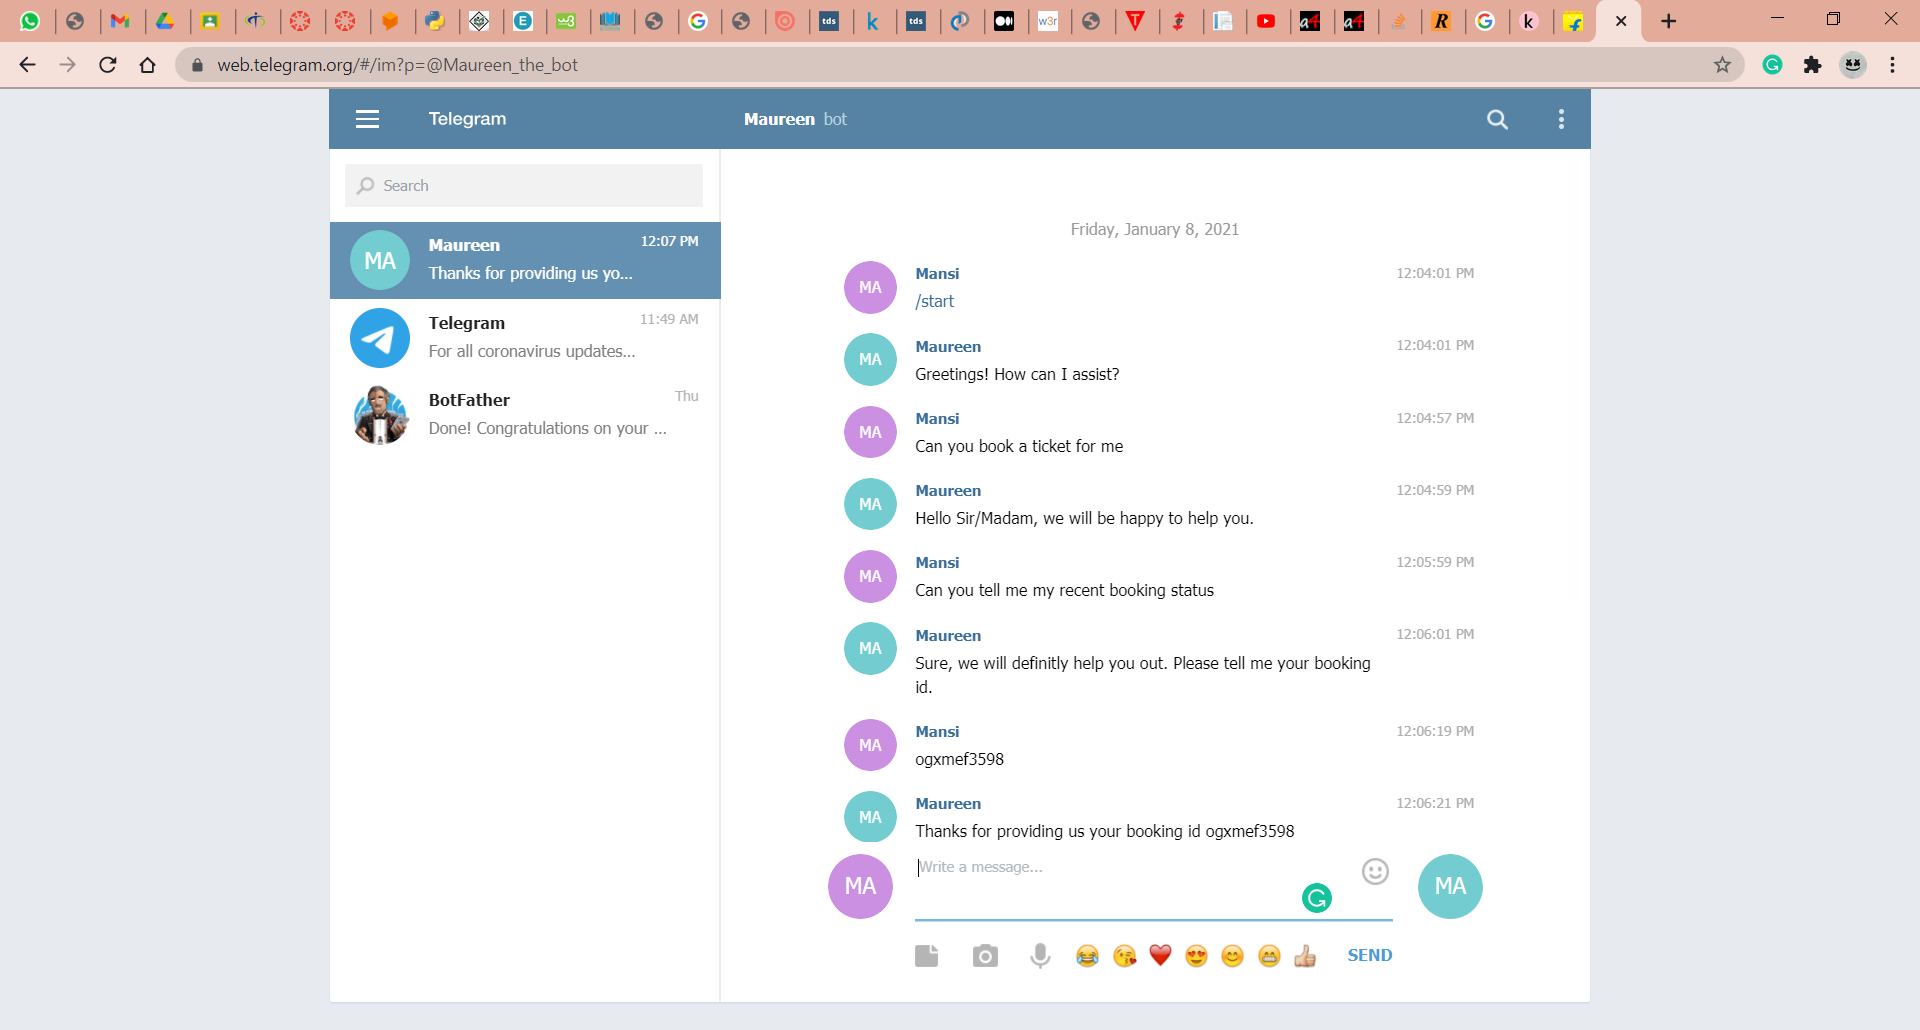 tds
tds
w3r
a4
a4
R
k
web.telegram.org/#/im?p=@Maureen_the_bot
Telegram
Maureen bot
Search
MA
Maureen
12:07 PM
Thanks for providing us yo...
Telegram
11:49 AM
For all coronavirus updates...
BotFather
Thu
Done! Congratulations on your ...
Friday, January 8, 2021
MA
Mansi
12:04:01 PM
/start
MA
Maureen
12:04:01 PM
Greetings! How can I assist?
MA
Mansi
12:04:57 PM
Can you book a ticket for me
MA
Maureen
12:04:59 PM
Hello Sir/Madam, we will be happy to help you.
MA
Mansi
12:05:59 PM
Can you tell me my recent booking status
MA
Maureen
12:06:01 PM
Sure, we will definitly help you out. Please tell me your booking
id.
MA
Mansi
12:06:19 PM
ogxmef3598
MA
Maureen
12:06:21 PM
Thanks for providing us your booking id ogxmef3598
MA
Write a message...
MA
SEND